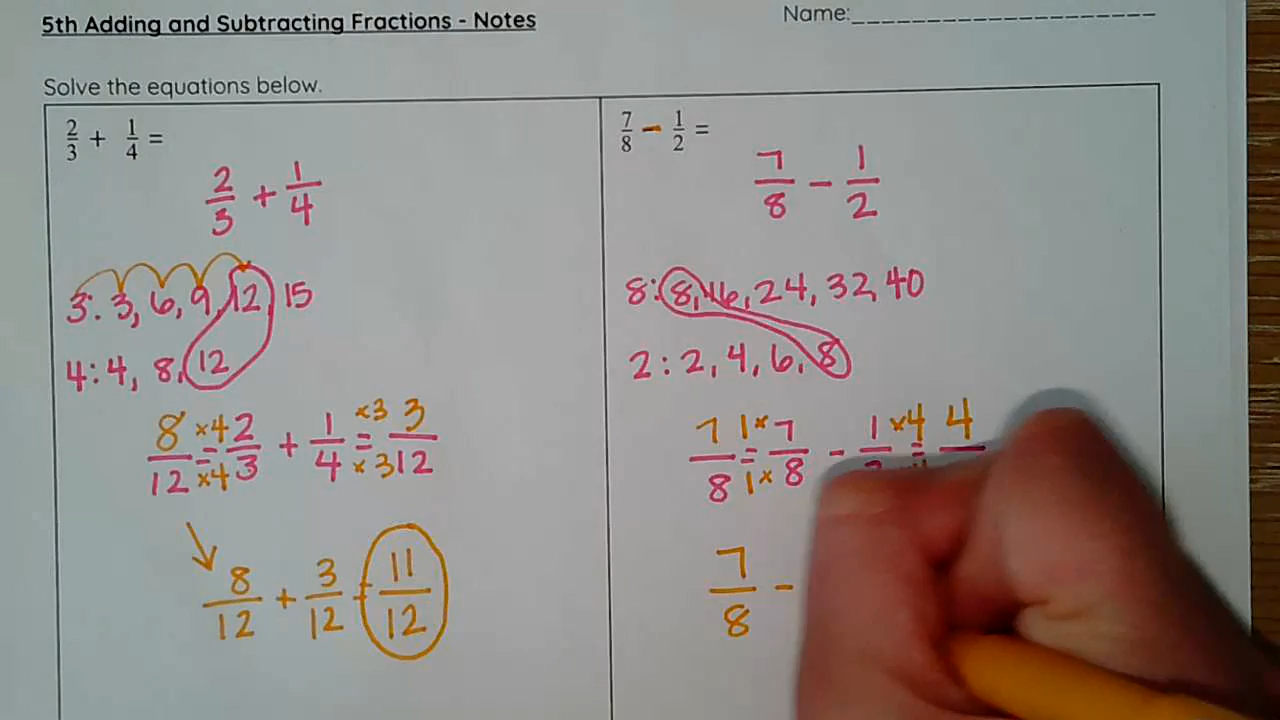 5th Adding and Subtracting Fractions - Notes
Name:____________________
Solve the equations below.
2/3 + 1/4 =
2/3 + 1/4
3: 3, 6, 9, 12, 15
4: 4, 8, 12
8/12 = ×4/×4 2/3 + 1/4 = ×3/×3 3/12
8/12 + 3/12 = 11/12
7/8 - 1/2 =
7/8 - 1/2
8: 8, 16, 24, 32, 40
2: 2, 4, 6, 8
7/8 = 1×/1× 7/8 - 1 ×4 = 4
7/8 -